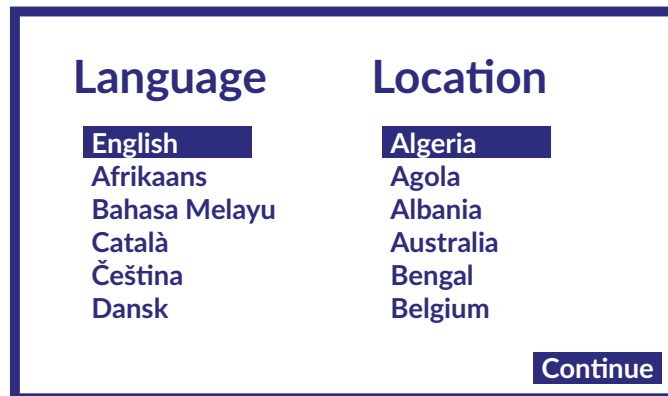 Language
English
Afrikaans
Bahasa Melayu
Català
Čeština
Dansk
Location
Algeria
Agola
Albania
Australia
Bengal
Belgium
Continue